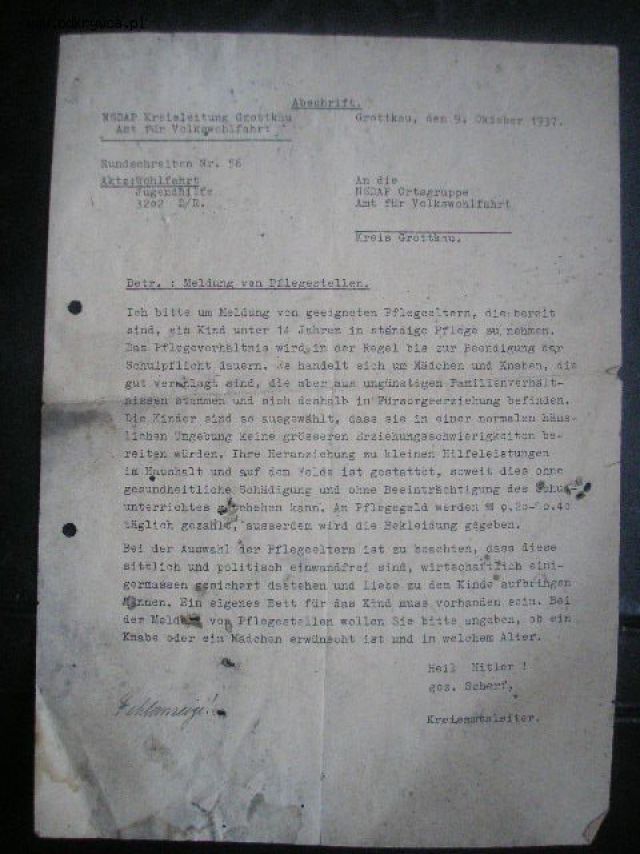 Abschrift.
NSDAP Kreisleitung Grottkau
Amt für Volkswohlfahrt
Grottkau, den 9. Oktober 1937.
Rundschreiben Nr. 56
Akte: Wohlfahrt
Jugendhilfe
3202 D/R.
An die
NSDAP Ortsgruppe
Amt für Volkswohlfahrt
Kreis Grottkau.
Betr. : Meldung von Pflegestellen.
Ich bitte um Meldung von geeigneten Pflegeeltern, die bereit
sind, ein Kind unter 14 Jahren in ständige Pflege zu nehmen.
Das Pflegeverhältnis wird in der Regel bis zur Beendigung der
Schulpflicht dauern. Es handelt sich um Mädchen und Knaben, die
gut veranlagt sind, die aber aus ungünstigen Familienverhält-
nissen stammen und sich deshalb in Fürsorgeerziehung befinden.
Die Kinder sind so ausgewählt, dass sie in einer normalen häus-
lichen Umgebung keine grösseren Erziehungsschwierigkeiten be-
reiten würden. Ihre Heranziehung zu kleinen Hilfeleistungen
im Haushalt und auf dem Felde ist gestattet, soweit dies ohne
gesundheitliche Schädigung und ohne Beeinträchtigung des Schul-
unterrichtes geschehen kann. An Pflegegeld werden
täglich gezahlt, ausserdem wird die Bekleidung gegeben.
Bei der Auswahl der Pflegeeltern ist zu beachten, dass diese
sittlich und politisch einwandfrei sind, wirtschaftlich eini-
germassen gesichert dastehen und Liebe zu dem Kinde aufbringen
können. Ein eigenes Bett für das Kind muss vorhanden sein. Bei
der Meldung von Pflegestellen wollen Sie bitte angeben, ob ein
Knabe oder ein Mädchen erwünscht ist und in welchem Alter.
Heil Hitler !
gez. Scherf,
Kreisamtsleiter.
Fehlanzeige!